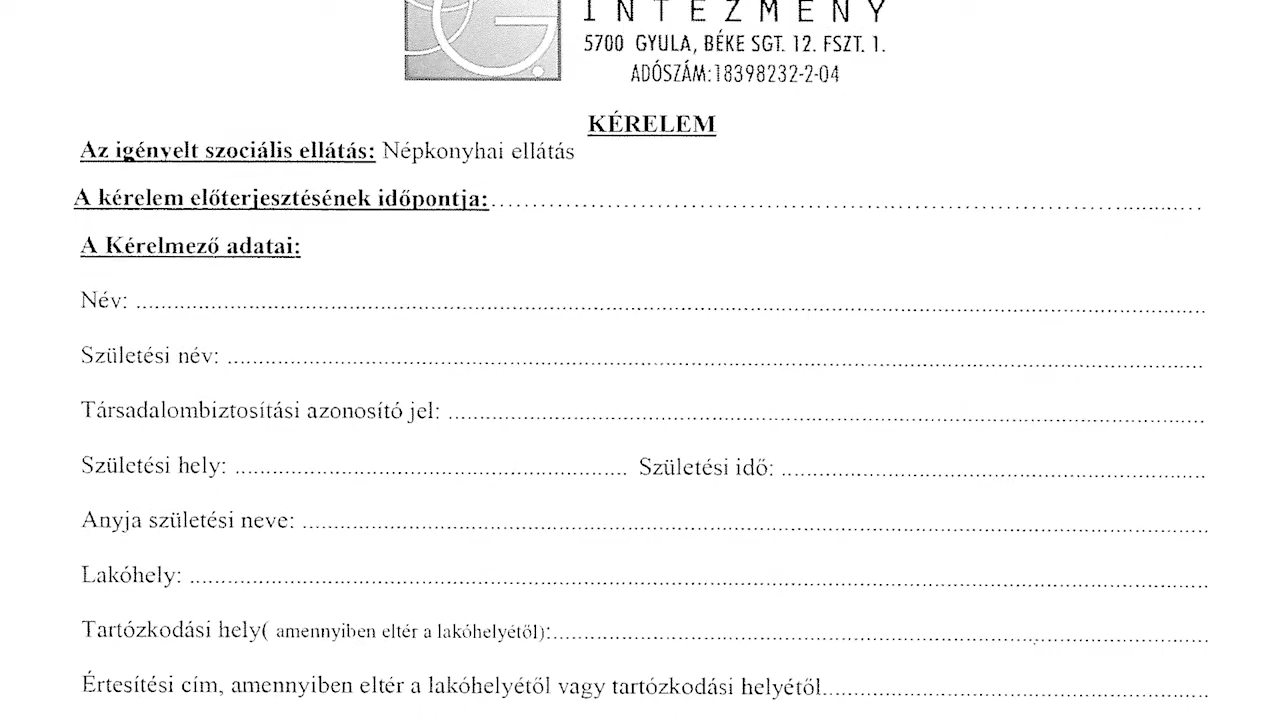 INTÉZMÉNY
5700 GYULA, BÉKE SGT. 12. FSZT. 1.
ADÓSZÁM:18398232-2-04
KÉRELEM
Az igényelt szociális ellátás: Népkonyhai ellátás
A kérelem előterjesztésének időpontja:
A Kérelmező adatai:
Név:
Születési név:
Társadalombiztosítási azonosító jel:
Születési hely: Születési idő:
Anyja születési neve:
Lakóhely:
Tartózkodási hely( amennyiben eltér a lakóhelyétől):
Értesítési cím, amennyiben eltér a lakóhelyétől vagy tartózkodási helyétől